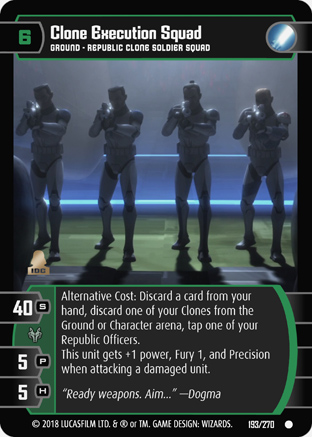 6
Clone Execution Squad
GROUND - REPUBLIC CLONE SOLDIER SQUAD
40 S
5 P
5 H
Alternative Cost: Discard a card from your
hand, discard one of your Clones from the
Ground or Character arena, tap one of your
Republic Officers.
This unit gets +1 power, Fury 1, and Precision
when attacking a damaged unit.
“Ready weapons. Aim...” —Dogma
© 2018 LUCASFILM LTD. & ® or TM. GAME DESIGN: WIZARDS.
193/270